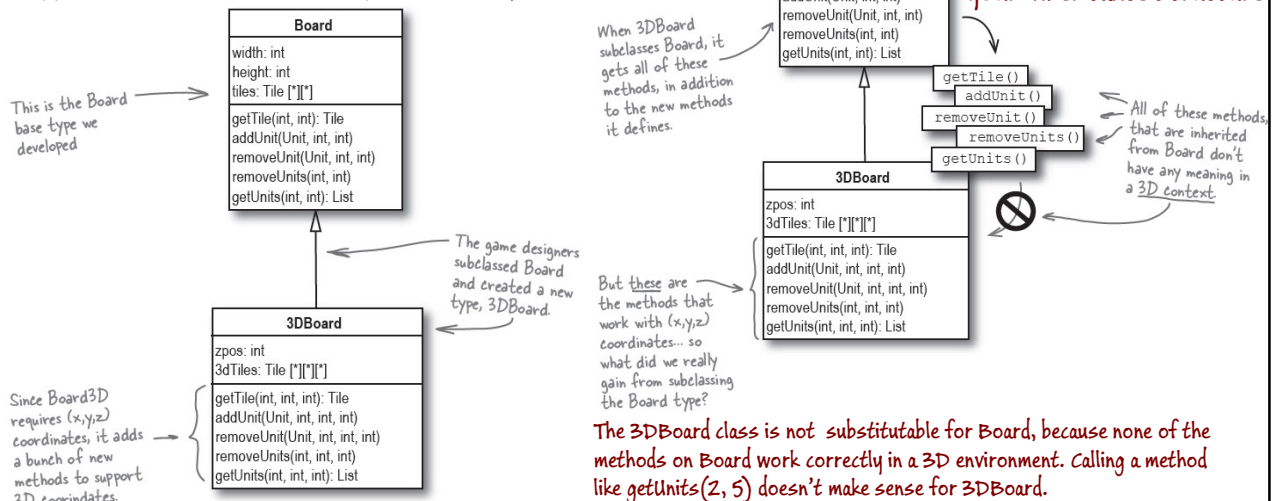 Board
width: int
height: int
tiles: Tile [*][*]
getTile(int, int): Tile
addUnit(Unit, int, int)
removeUnit(Unit, int, int)
removeUnits(int, int)
getUnits(int, int): List
This is the Board
base type we
developed
The game designers
subclassed Board
and created a new
type, 3DBoard.
3DBoard
zpos: int
3dTiles: Tile [*][*][*]
getTile(int, int, int): Tile
addUnit(Unit, int, int, int)
removeUnit(Unit, int, int, int)
removeUnits(int, int, int)
getUnits(int, int, int): List
Since Board3D
requires (x,y,z)
coordinates, it adds
a bunch of new
methods to support
3D coorindates.
addUnit(Unit, int, int)
removeUnit(Unit, int, int)
removeUnits(int, int)
getUnits(int, int): List
When 3DBoard
subclasses Board, it
gets all of these
methods, in addition
to the new methods
it defines.
getTile()
addUnit()
removeUnit()
removeUnits()
getUnits()
All of these methods,
that are inherited
from Board don't
have any meaning in
a 3D context.
3DBoard
zpos: int
3dTiles: Tile [*][*][*]
getTile(int, int, int): Tile
addUnit(Unit, int, int, int)
removeUnit(Unit, int, int, int)
removeUnits(int, int, int)
getUnits(int, int, int): List
But these are
the methods that
work with (x,y,z)
coordinates... so
what did we really
gain from subclassing
the Board type?
The 3DBoard class is not substitutable for Board, because none of the
methods on Board work correctly in a 3D environment. Calling a method
like getUnits(2, 5) doesn't make sense for 3DBoard.